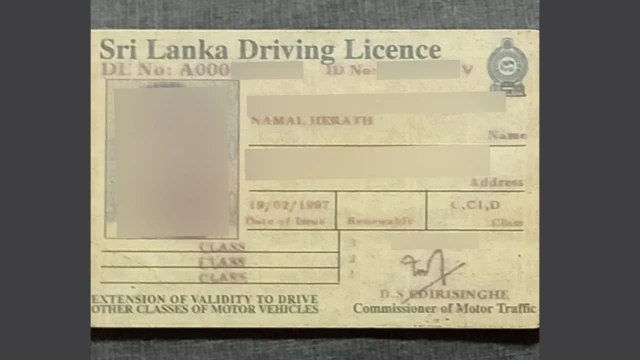 Sri Lanka Driving Licence
DL No: A000 ID No: V
NAMAL HERATH
Name
Address
19/02/1997 C,C1,D
Date of Issue Renewable Class
CLASS 3
CLASS 2
CLASS 1
D.S EDIRISINGHE
EXTENSION OF VALIDITY TO DRIVE
OTHER CLASSES OF MOTOR VEHICLES
Commissioner of Motor Traffic